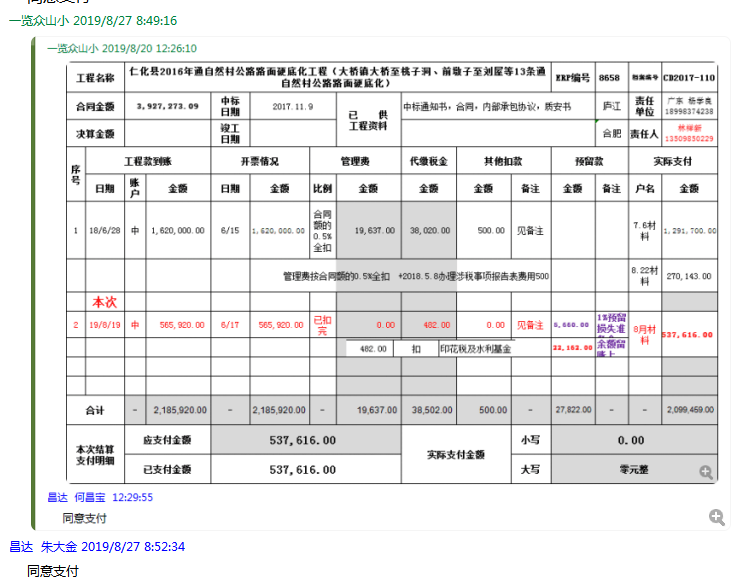 同意支付
一览众山小 2019/8/27 8:49:16
一览众山小 2019/8/20 12:26:10
工程名称 仁化县2016年通自然村公路路面硬底化工程（大桥镇大桥至桃子洞、前墩子至刘屋等13条通自然村公路路面硬底化） ERP编号 8658 档案编号 CB2017-110
合同金额 3,927,273.09 中标日期 2017.11.9 已 供 工程资料 中标通知书，合同，内部承包协议，质安书 庐江 责任单位 广东 杨学良 18998374238
决算金额 竣工日期 合肥 责任人 13509850229
序号 工程款到账 开票情况 管理费 代缴税金 其他扣款 预留款 实际支付
日期 账户 金额 日期 金额 比例 金额 金额 金额 备注 金额 备注 户名 金额
1 18/6/28 中 1,620,000.00 6/15 1,620,000.00 合同额的0.5%全扣 19,637.00 38,020.00 500.00 见备注 7.6材料 1,291,700.00
管理费按合同额的0.5%全扣 +2018.5.8办理涉税事项报告表费用500 8.22材料 270,143.00
本次
2 19/8/19 中 565,920.00 6/17 565,920.00 已扣完 0.00 482.00 0.00 见备注 5,660.00 1%预留损失准 8月材料 537,616.00
22,162.00 余额留账上
482.00 扣 印花税及水利基金
合计 - 2,185,920.00 - 2,185,920.00 - 19,637.00 38,502.00 500.00 - 27,822.00 - - 2,099,469.00
本次结算支付明细 应支付金额 537,616.00 实际支付金额 小写 0.00
已支付金额 537,616.00 大写 零元整
昌达 何昌宝 12:29:55
同意支付
昌达 朱大金 2019/8/27 8:52:34
同意支付